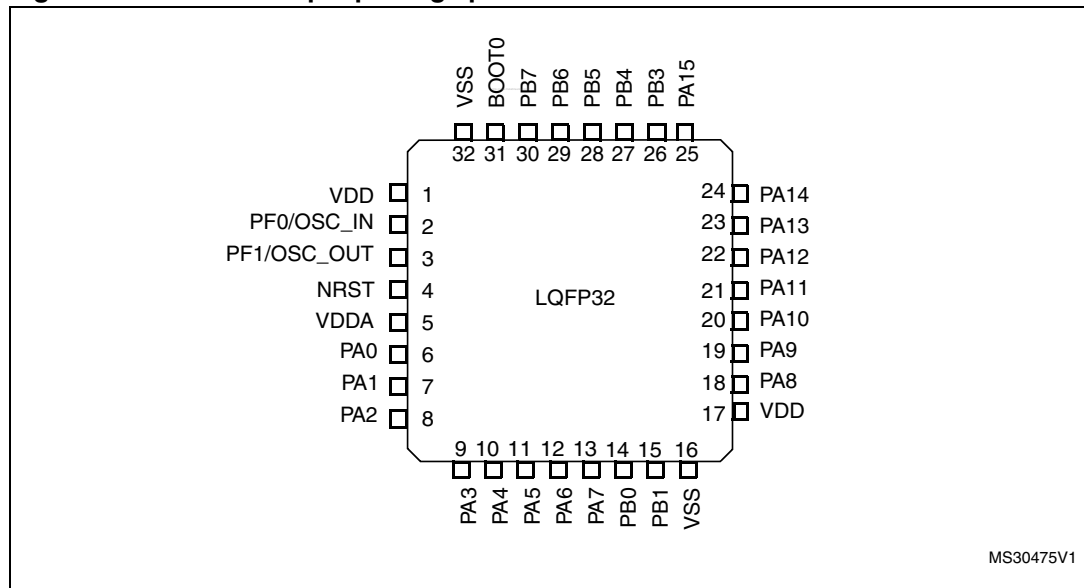 VSS
BOOT0
PB7
PB6
PB5
PB4
PB3
PA15
32 31 30 29 28 27 26 25
VDD 1
PF0/OSC_IN 2
PF1/OSC_OUT 3
NRST 4
VDDA 5
PA0 6
PA1 7
PA2 8
LQFP32
24 PA14
23 PA13
22 PA12
21 PA11
20 PA10
19 PA9
18 PA8
17 VDD
9 10 11 12 13 14 15 16
PA3
PA4
PA5
PA6
PA7
PB0
PB1
VSS
MS30475V1